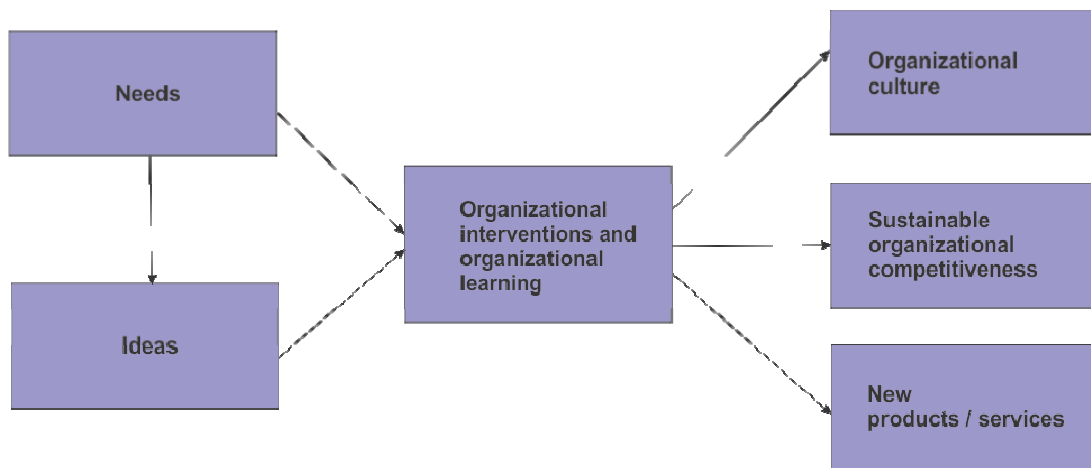 Needs
Ideas
Organizational
interventions and
organizational
learning
Organizational
culture
Sustainable
organizational
competitiveness
New
products / services